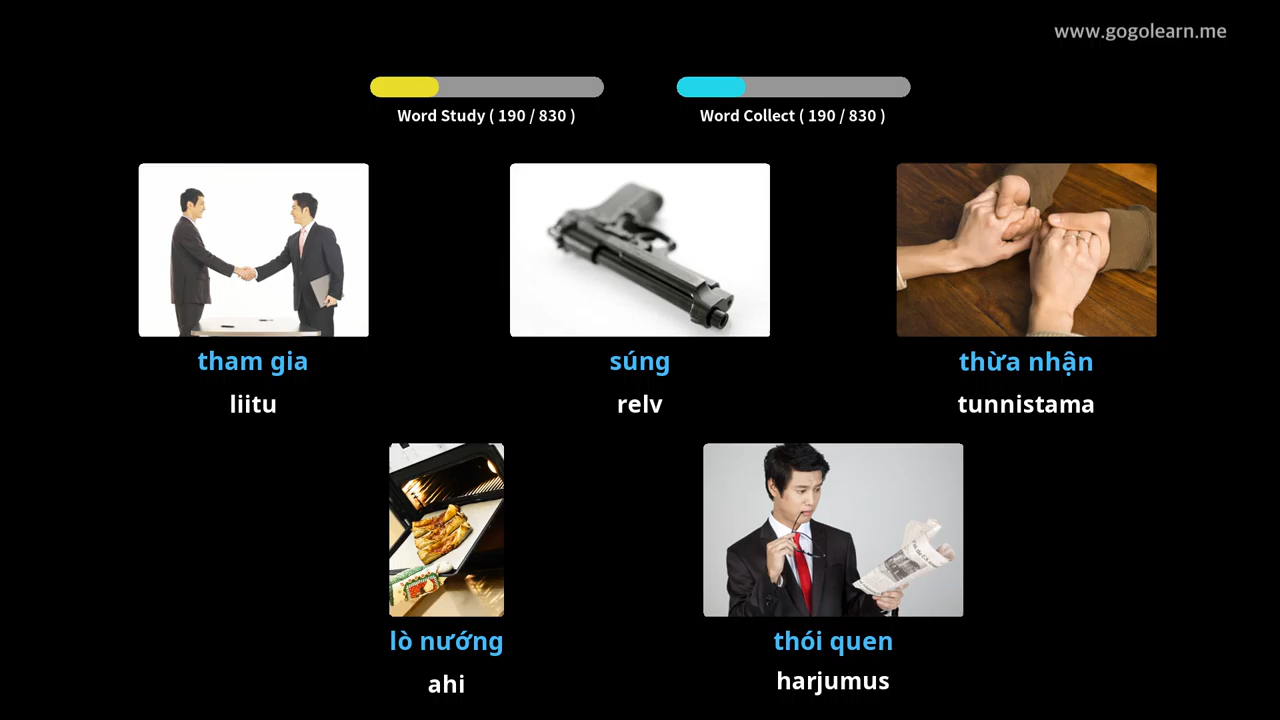 www.gogolearn.me
Word Study ( 190 / 830 )
Word Collect ( 190 / 830 )
tham gia
liitu
súng
relv
thừa nhận
tunnistama
lò nướng
ahi
thói quen
harjumus